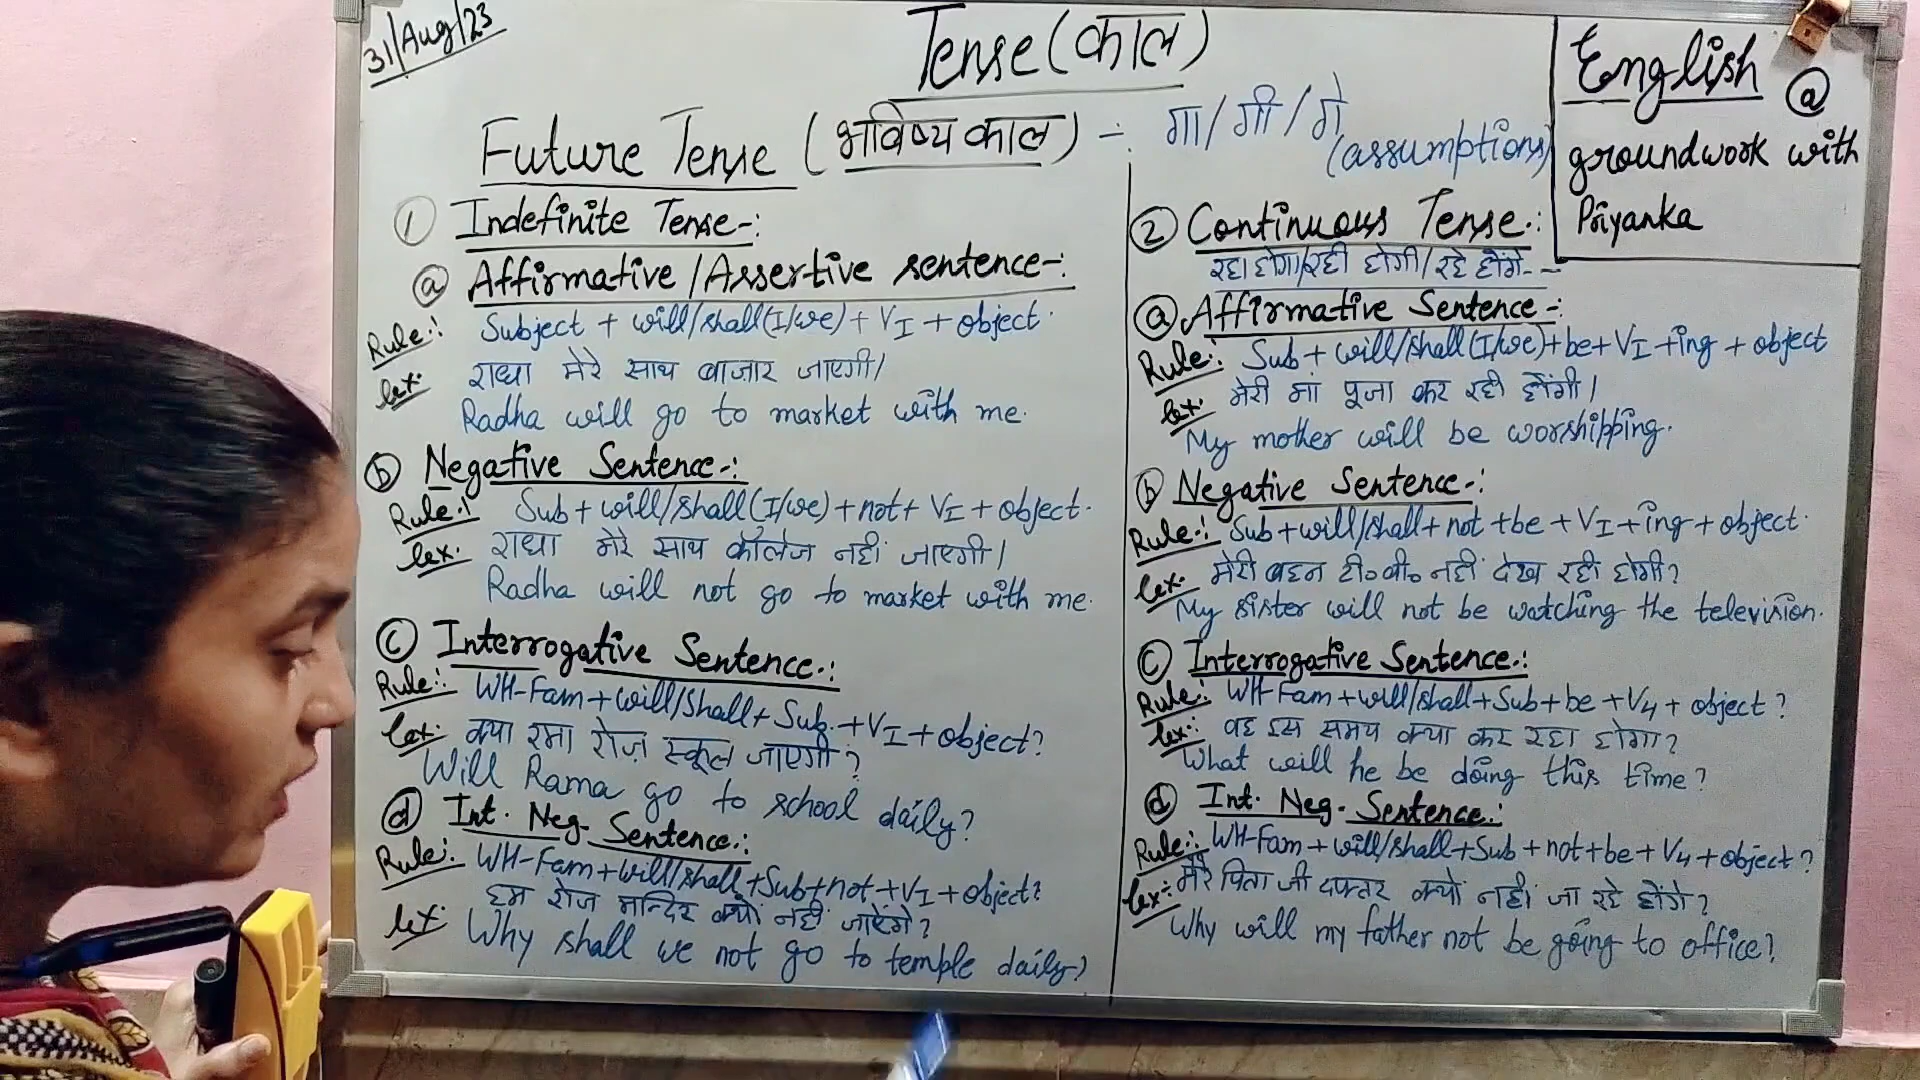 31/Aug/23
Tense (काल)
English @
groundwork with
Priyanka
Future Tense (भविष्य काल) -: गा/गी/गे
(assumptions)
① Indefinite Tense-:
ⓐ Affirmative/Assertive sentence-:
Rule:- Subject + will/shall(I/we) + VI + object.
ex:- राधा मेरे साथ बाज़ार जाएगी।
Radha will go to market with me.
ⓑ Negative Sentence-:
Rule:- Sub + will/shall(I/we) + not + VI + object.
ex:- राधा मेरे साथ कॉलेज नहीं जाएगी।
Radha will not go to market with me.
ⓒ Interrogative Sentence-:
Rule:- WH-Fam + will/Shall + Sub. + VI + object?
ex:- क्या रमा रोज़ स्कूल जाएगी?
Will Rama go to school daily?
ⓓ Int. Neg. Sentence-:
Rule:- WH-Fam + will/shall + Sub + not + VI + object?
ex:- हम रोज मन्दिर क्यों नहीं जाऐंगे?
Why shall we not go to temple daily?
② Continuous Tense-:
रहा होगा/रही होगी/रहे होंगे--
ⓐ Affirmative Sentence-:
Rule:- Sub + will/shall(I/we) + be + VI + ing + object
ex:- मेरी मां पूजा कर रही होंगी।
My mother will be worshipping.
ⓑ Negative Sentence-:
Rule:- Sub + will/shall + not + be + VI + ing + object.
ex:- मेरी बहन टी० वी० नहीं देख रही होगी?
My sister will not be watching the television.
ⓒ Interrogative Sentence-:
Rule:- WH-Fam + will/shall + Sub + be + V4 + object?
ex:- वह इस समय क्या कर रहा होगा?
What will he be doing this time?
ⓓ Int. Neg. Sentence-:
Rule:- WH-Fam + will/shall + Sub + not + be + V4 + object?
ex:- मेरे पिता जी दफ्तर क्यों नहीं जा रहे होंगे?
Why will my father not be going to office?